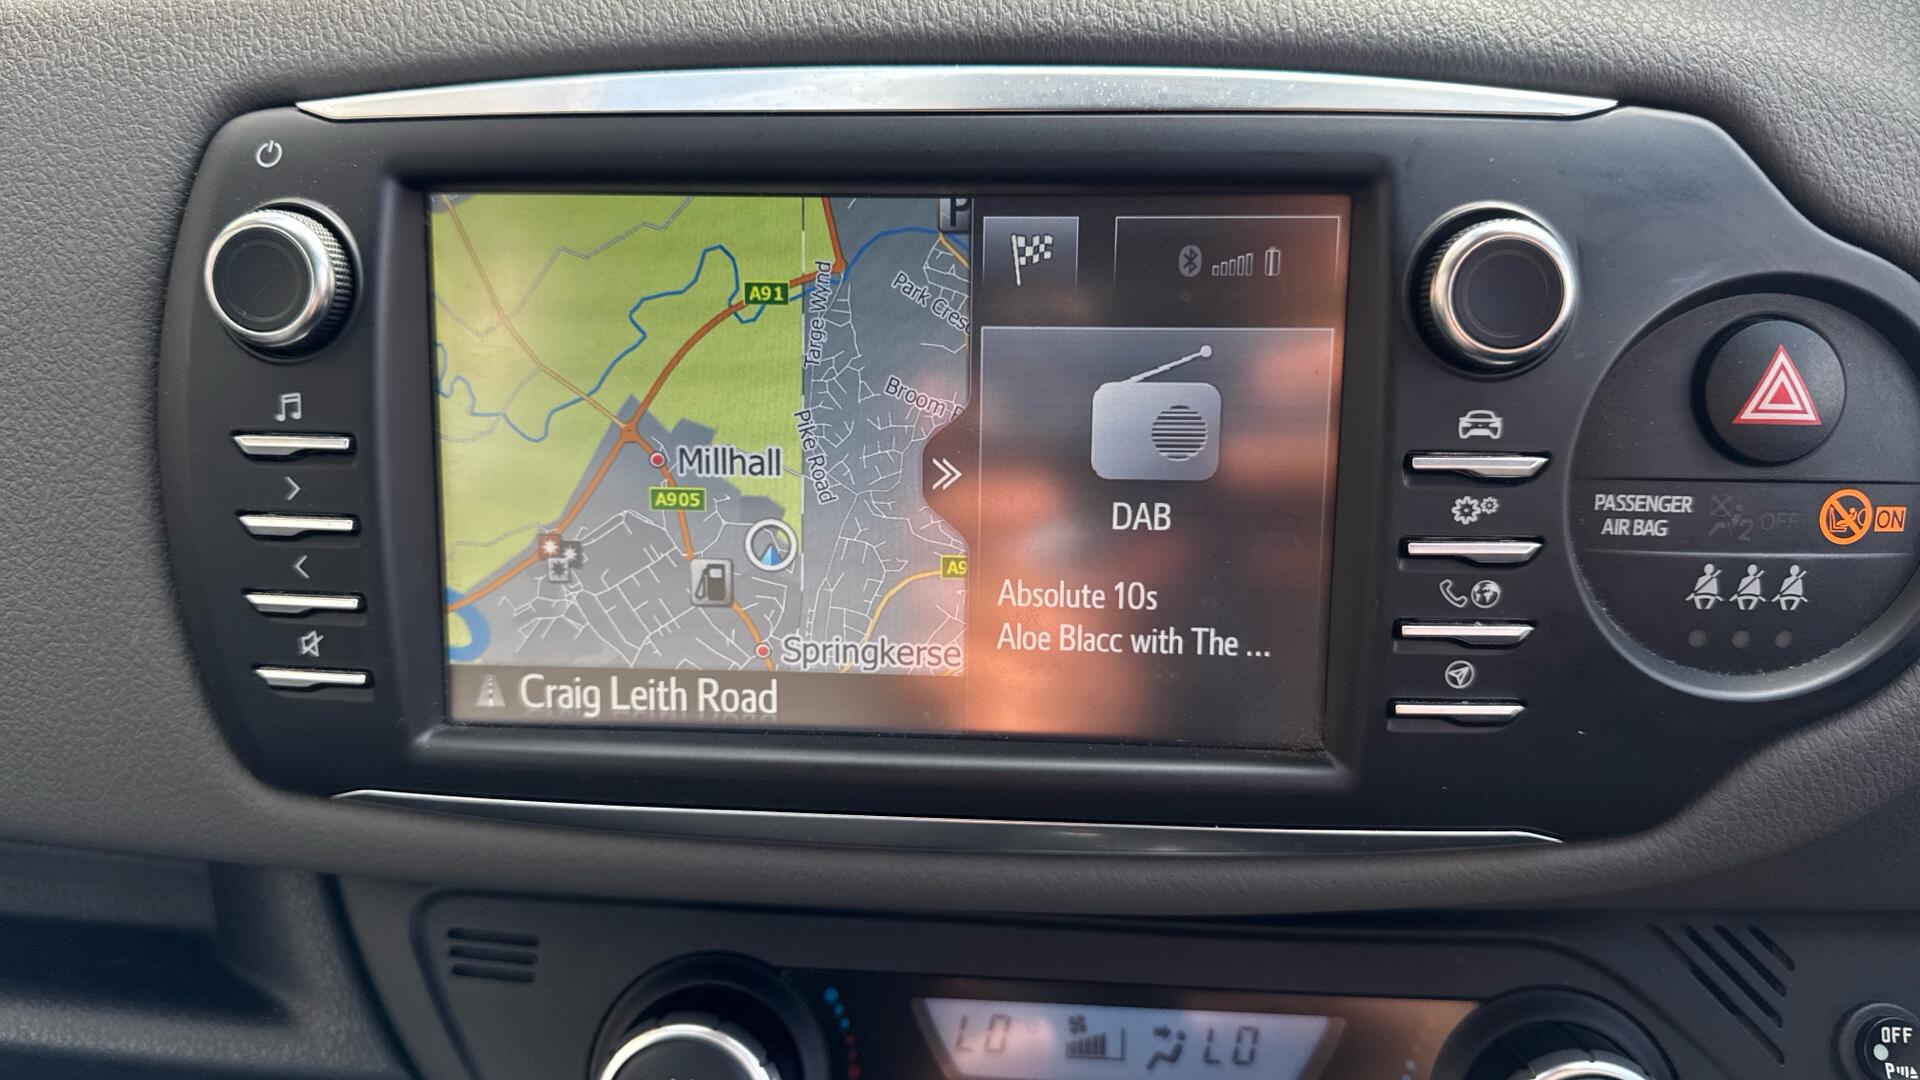 P
A91
Targe Wynd
Park Cres
Broom
Pike Road
Millhall
A905
A9
Springkerse
Craig Leith Road
DAB
Absolute 10s
Aloe Blacc with The ...
PASSENGER
AIR BAG
2 OFF
ON
LO
LO
OFF
P